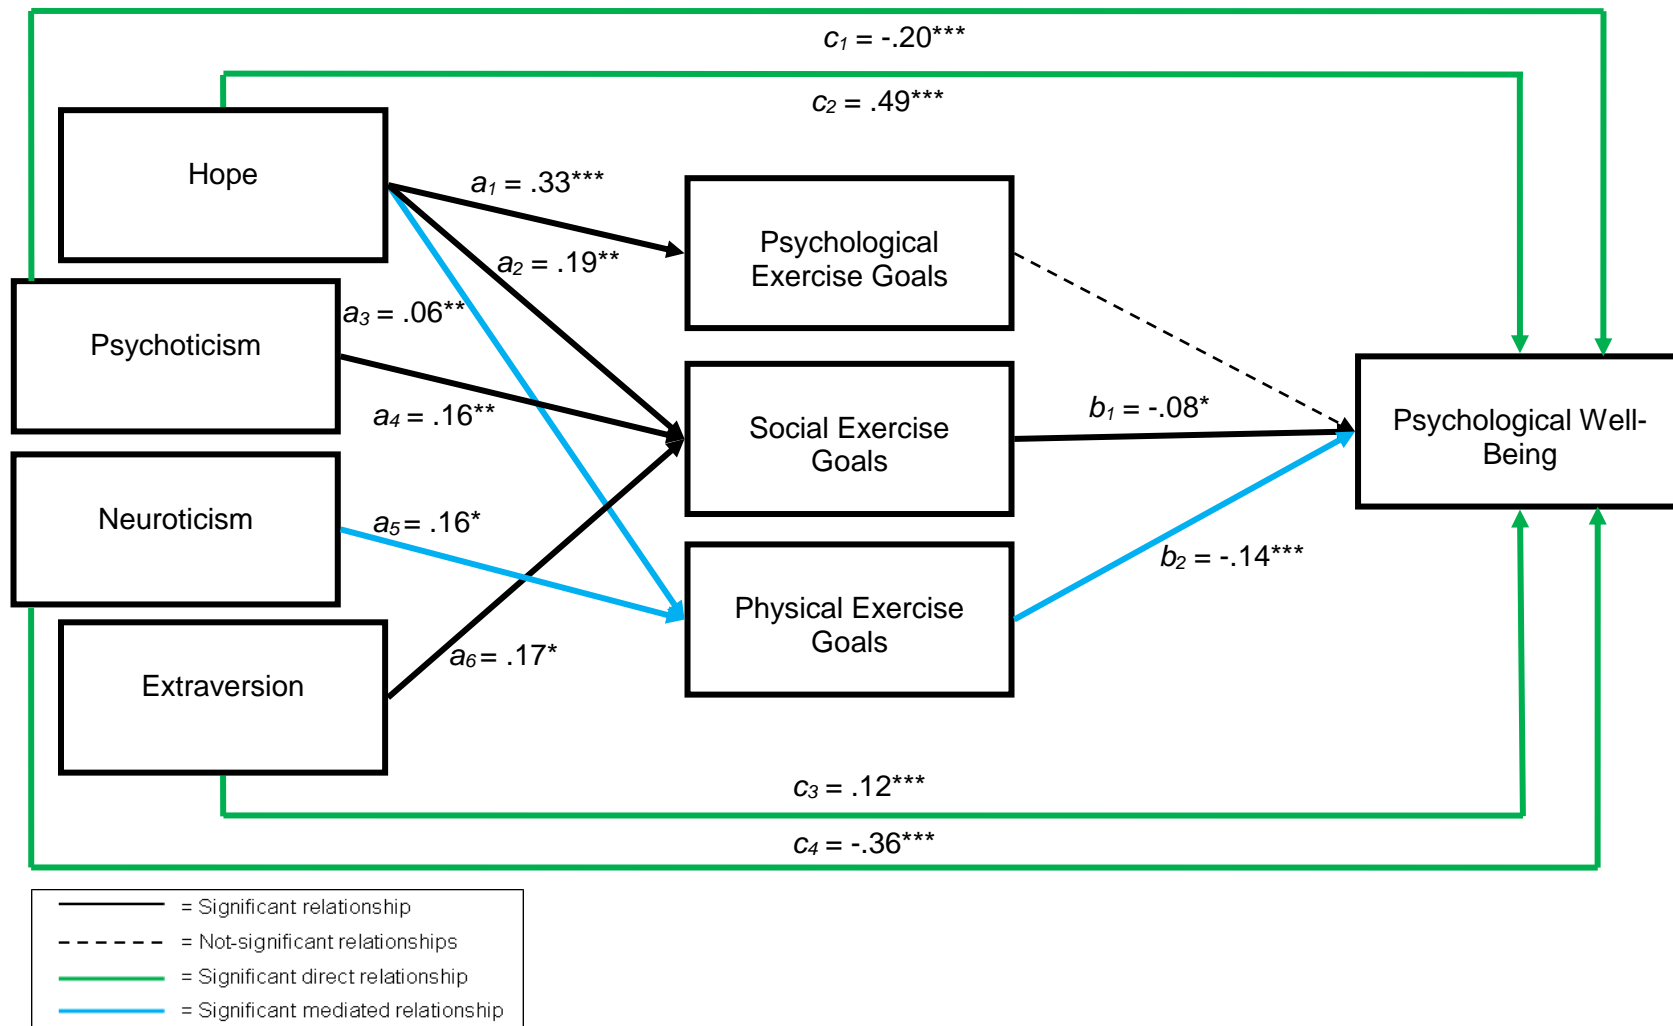 c₁ = -.20***
c₂ = .49***
Hope
a₁ = .33***
Psychological
Exercise Goals
a₂ = .19**
a₃ = .06**
Psychoticism
a₄ = .16**
Social Exercise
Goals
b₁ = -.08*
Psychological Well-
Being
Neuroticism
a₅ = .16*
b₂ = -.14***
Physical Exercise
Goals
a₆ = .17*
Extraversion
c₃ = .12***
c₄ = -.36***
= Significant relationship
= Not-significant relationships
= Significant direct relationship
= Significant mediated relationship